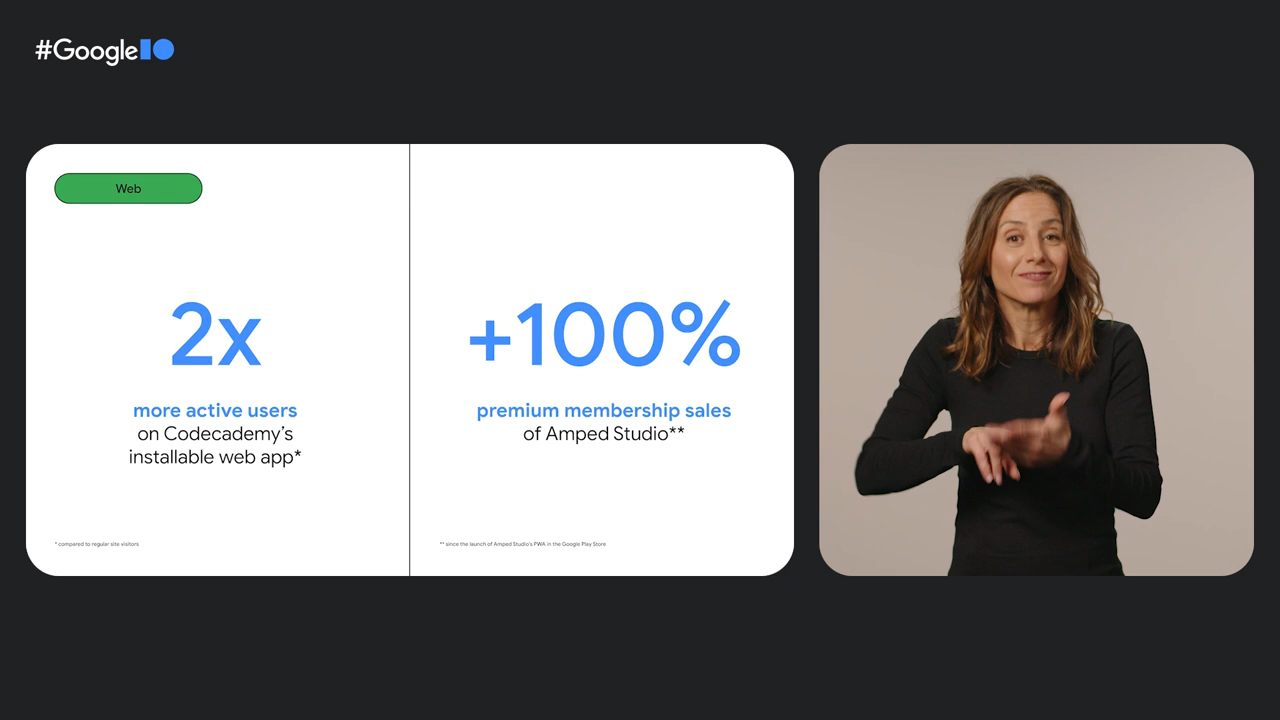 #GoogleIO
Web
2x
more active users
on Codecademy's
installable web app*
* compared to regular site visitors
+100%
premium membership sales
of Amped Studio**
** since the launch of Amped Studio's PWA in the Google Play Store